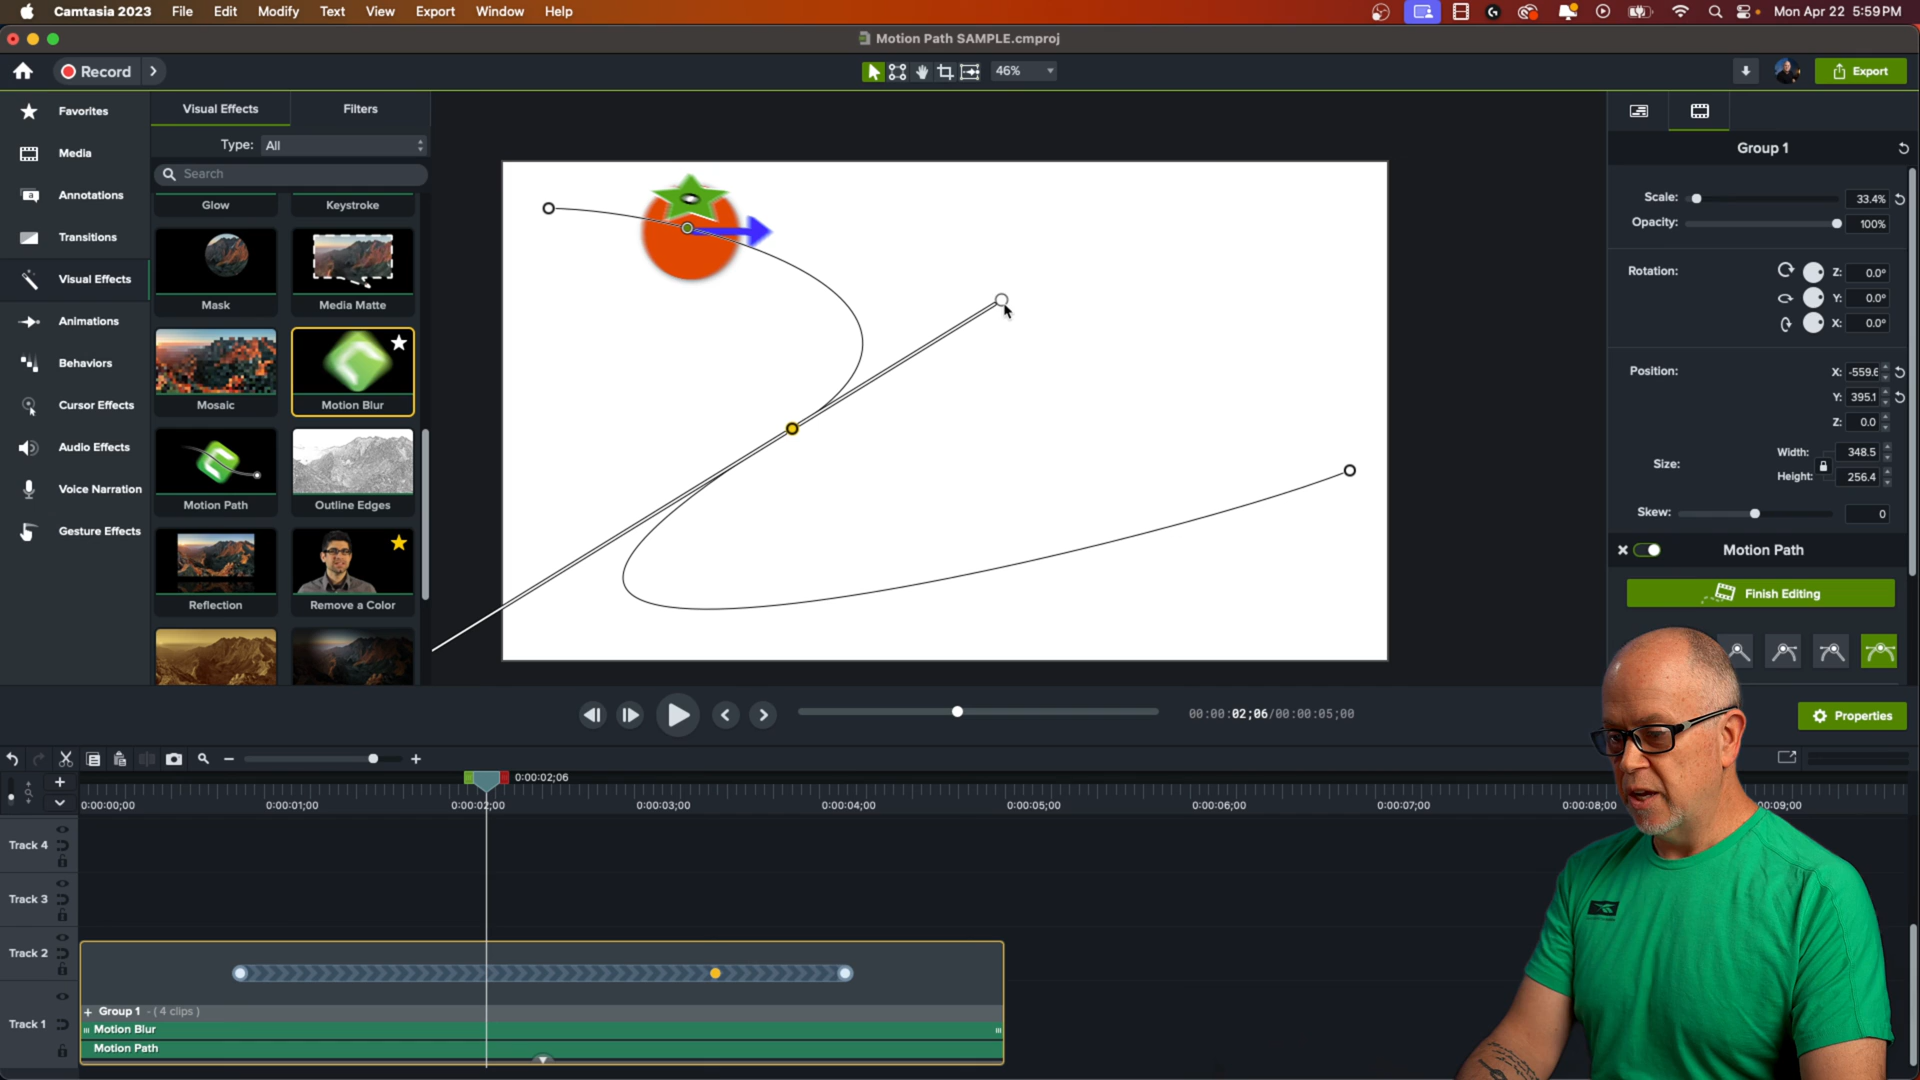 Camtasia 2023 File Edit Modify Text View Export Window Help
Mon Apr 22 5:59 PM
Motion Path SAMPLE.cmproj
Record
46%
Export
Favorites
Media
Annotations
Transitions
Visual Effects
Animations
Behaviors
Cursor Effects
Audio Effects
Voice Narration
Gesture Effects
Visual Effects Filters
Type: All
Search
Glow Keystroke
Mask Media Matte
Mosaic Motion Blur
Motion Path Outline Edges
Reflection Remove a Color
Group 1
Scale: 33.4%
Opacity: 100%
Rotation: Z: 0.0°
Y: 0.0°
X: 0.0°
Position: X: -559.6
Y: 395.1
Z: 0.0
Size: Width: 348.5
Height: 256.4
Skew: 0
Motion Path
Finish Editing
00:00:02;06/00:00:05;00
Properties
0:00:02;06
0:00:00;00 0:00:01;00 0:00:02;00 0:00:03;00 0:00:04;00 0:00:05;00 0:00:06;00 0:00:07;00 0:00:08;00 00:09;00
Track 4
Track 3
Track 2
Track 1
+ Group 1 - ( 4 clips )
Motion Blur
Motion Path